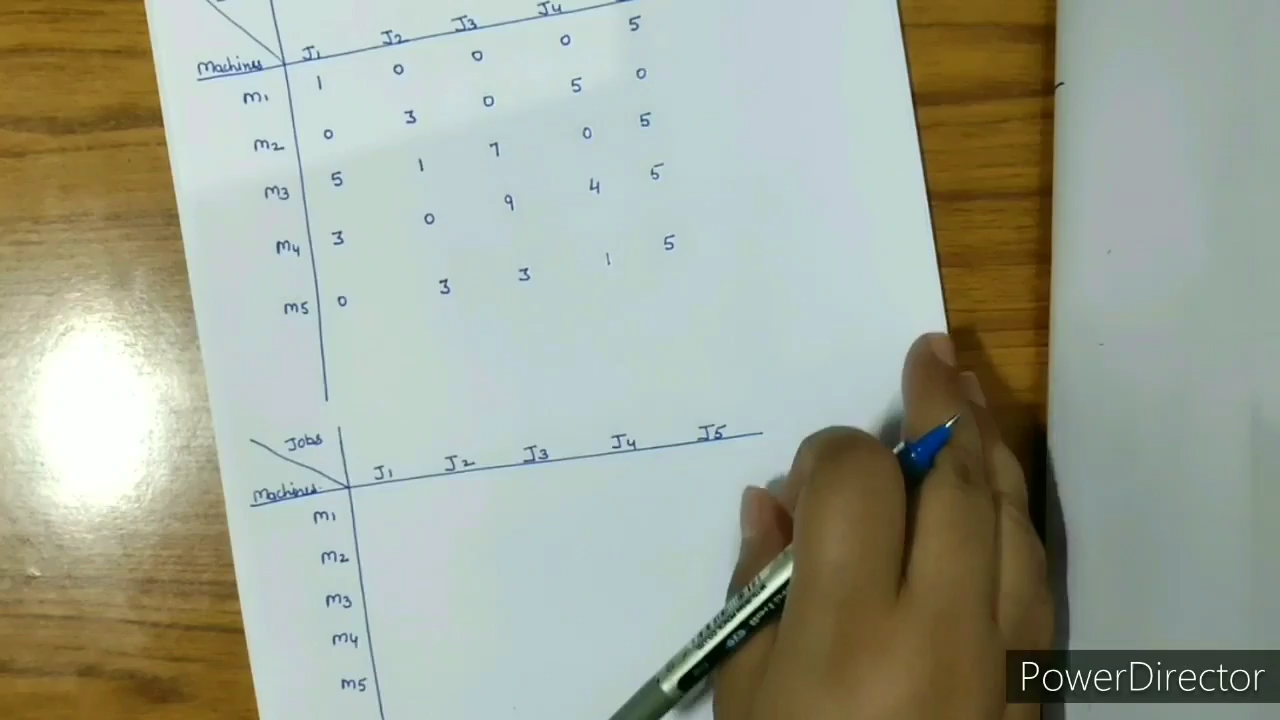 J1 J2 J3 J4
Machines
M1 1 0 0 0 5
M2 0 3 0 5 0
M3 5 1 7 0 5
M4 3 0 9 4 5
M5 0 3 3 1 5
Jobs J1 J2 J3 J4 J5
Machines
M1
M2
M3
M4
M5
PowerDirector